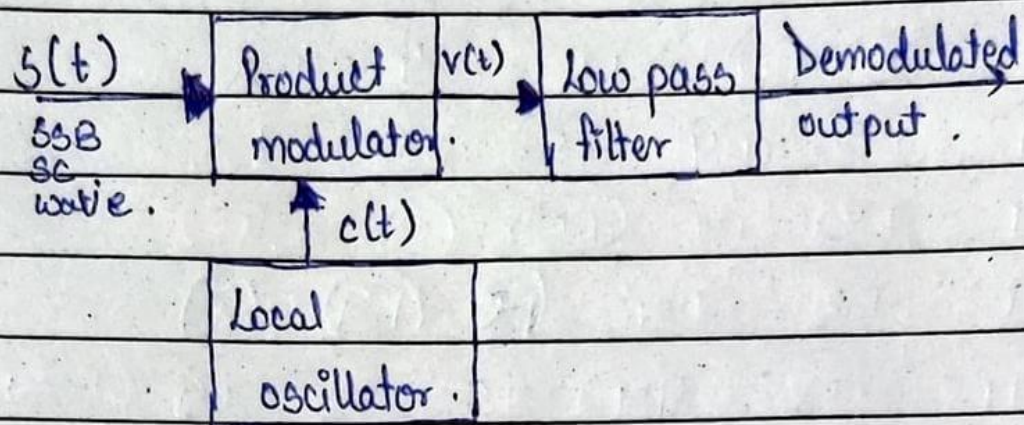 S(t)
SSB
SC
wave.
Product
modulator.
v(t)
Low pass
filter
Demodulated
output.
c(t)
Local
oscillator.